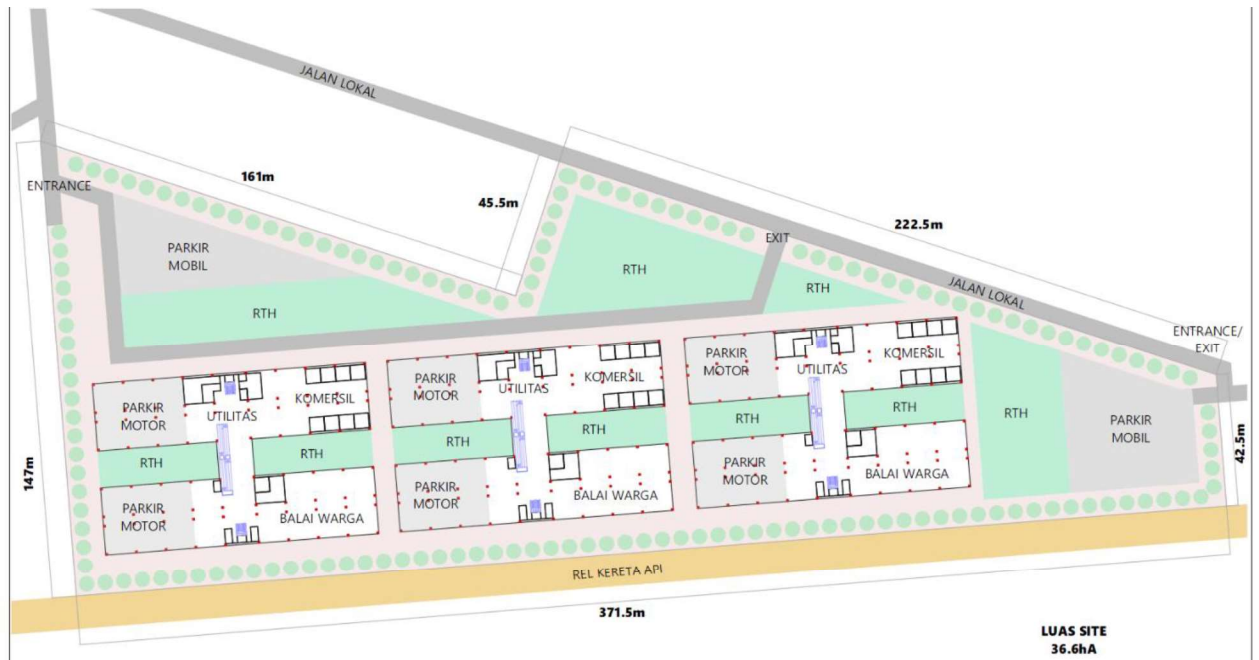 JALAN LOKAL
161m
ENTRANCE
45.5m
222.5m
PARKIR
MOBIL
EXIT
RTH
RTH
RTH
JALAN LOKAL
ENTRANCE/
EXIT
PARKIR
MOTOR
UTILITAS
KOMERSIL
RTH
RTH
PARKIR
MOTOR
BALAI WARGA
PARKIR
MOTOR
UTILITAS
KOMERSIL
RTH
RTH
PARKIR
MOTOR
BALAI WARGA
PARKIR
MOTOR
UTILITAS
KOMERSIL
RTH
RTH
PARKIR
MOTOR
BALAI WARGA
RTH
PARKIR
MOBIL
147m
42.5m
REL KERETA API
371.5m
LUAS SITE
36.6hA